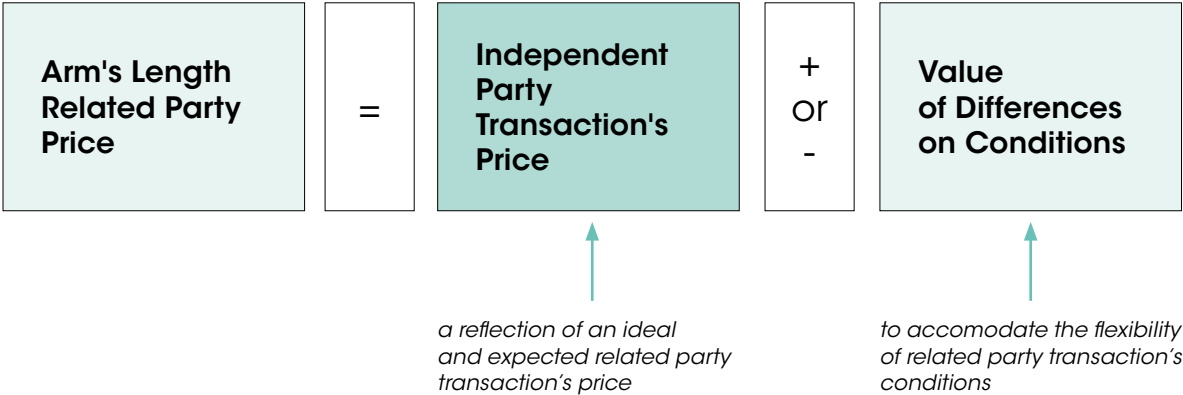 Arm's Length
Related Party
Price
=
Independent
Party
Transaction's
Price
+
or
-
Value
of Differences
on Conditions
a reflection of an ideal
and expected related party
transaction's price
to accomodate the flexibility
of related party transaction's
conditions